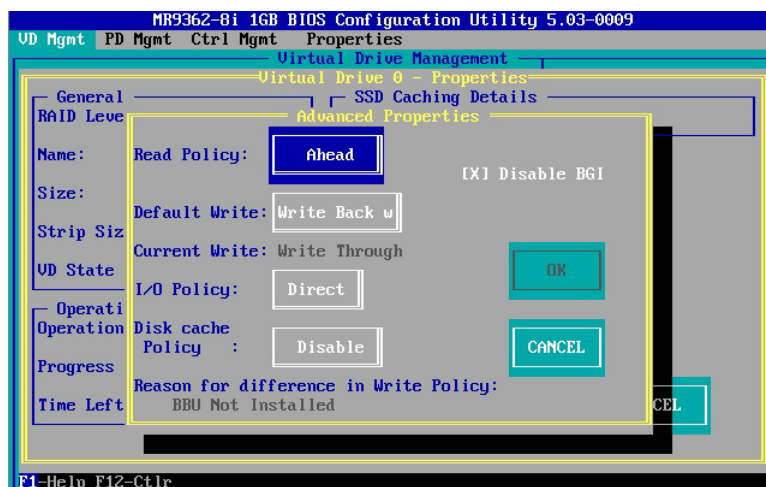 MR9362-8i 1GB BIOS Configuration Utility 5.03-0009
VD Mgmt PD Mgmt Ctrl Mgmt Properties
Virtual Drive Management
Virtual Drive 0 - Properties
General
SSD Caching Details
RAID Leve
Advanced Properties
Name:
Read Policy:
Ahead
[X] Disable BGI
Size:
Default Write:
Write Back w
Strip Siz
Current Write: Write Through
VD State
OK
I/O Policy:
Direct
Operati
Operation
Disk cache
Policy :
Disable
CANCEL
Progress
Reason for difference in Write Policy:
Time Left
BBU Not Installed
CEL
F1-Help F12-Ctlr